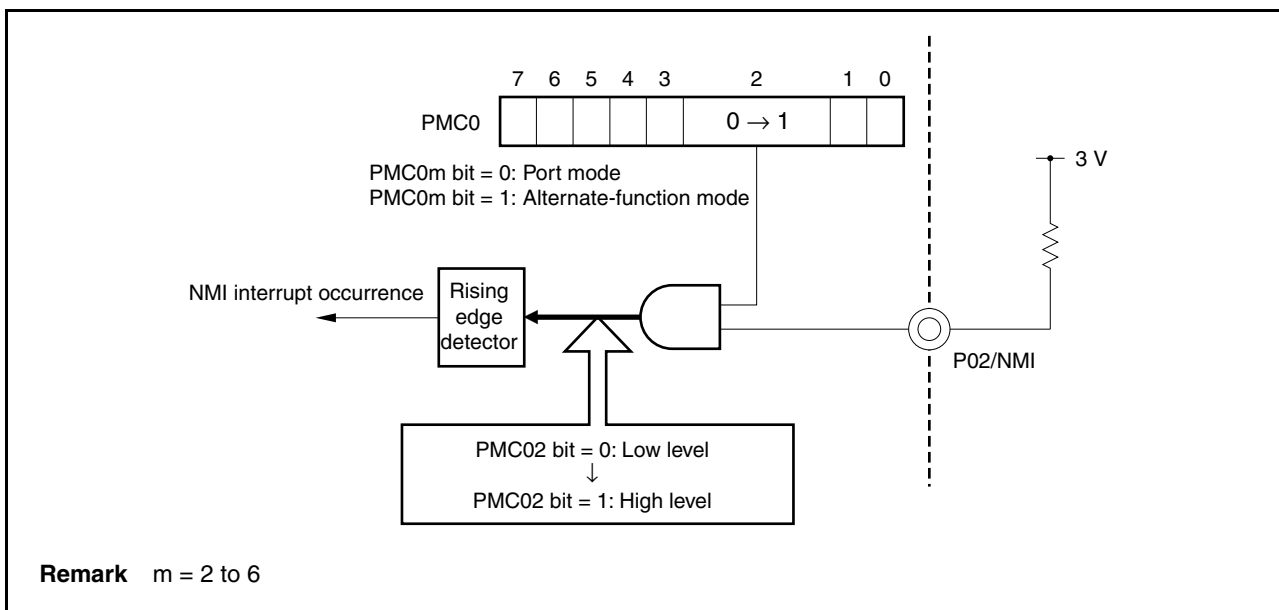 7 6 5 4 3 2 1 0
PMC0
0 → 1
3 V
PMC0m bit = 0: Port mode
PMC0m bit = 1: Alternate-function mode
NMI interrupt occurrence
Rising
edge
detector
P02/NMI
PMC02 bit = 0: Low level
↓
PMC02 bit = 1: High level
Remark m = 2 to 6